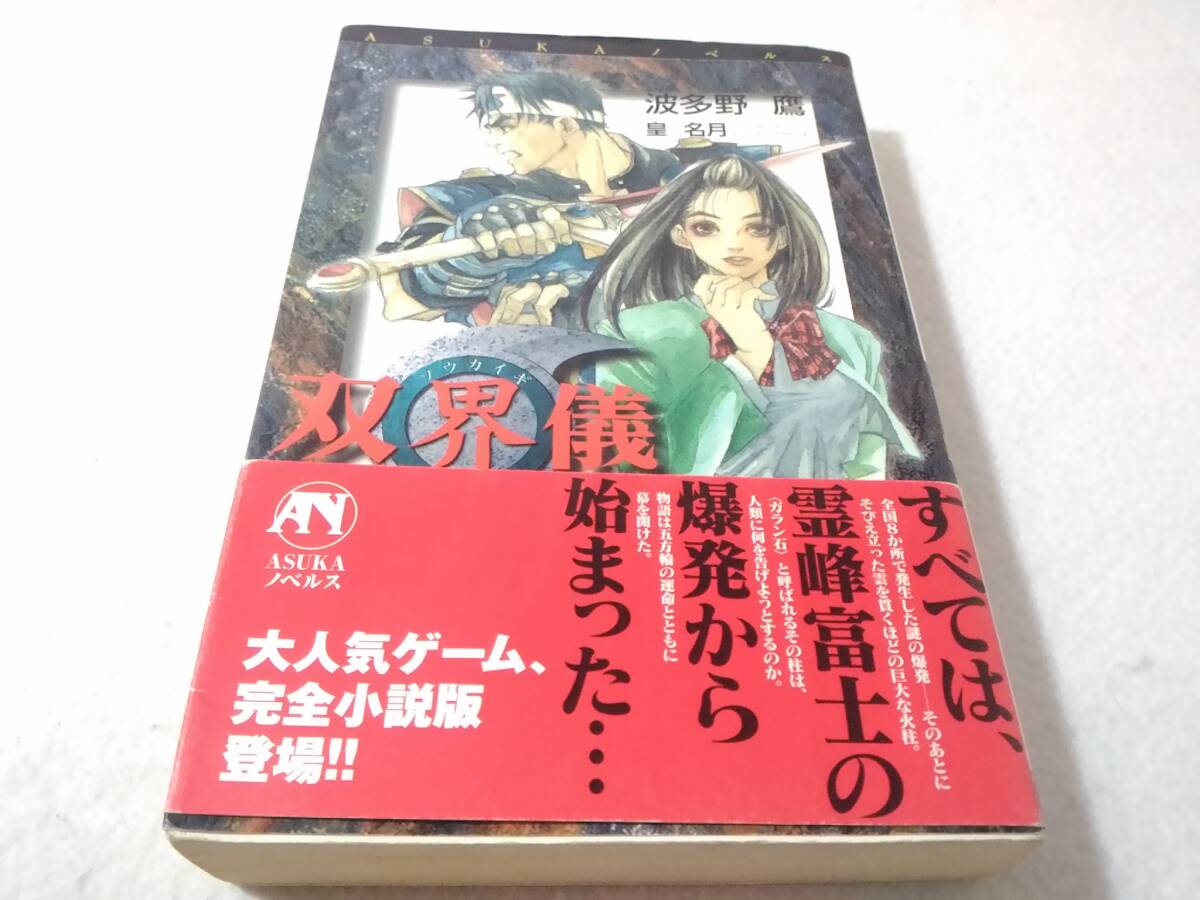 ASUKAノベルス
波多野 鷹
皇 名月
ソウカイギ
双界儀
すべては、
霊峰富士の
爆発から
始まった…
全国8か所で発生した謎の爆発――そのあとに
そびえ立った雲を貫くほどの巨大な火柱。
〈ガラン石〉と呼ばれるその柱は、
人類に何を告げようとするのか。
物語は五方輪の運命とともに
幕を開けた。
AN
ASUKA
ノベルス
大人気ゲーム、
完全小説版
登場!!